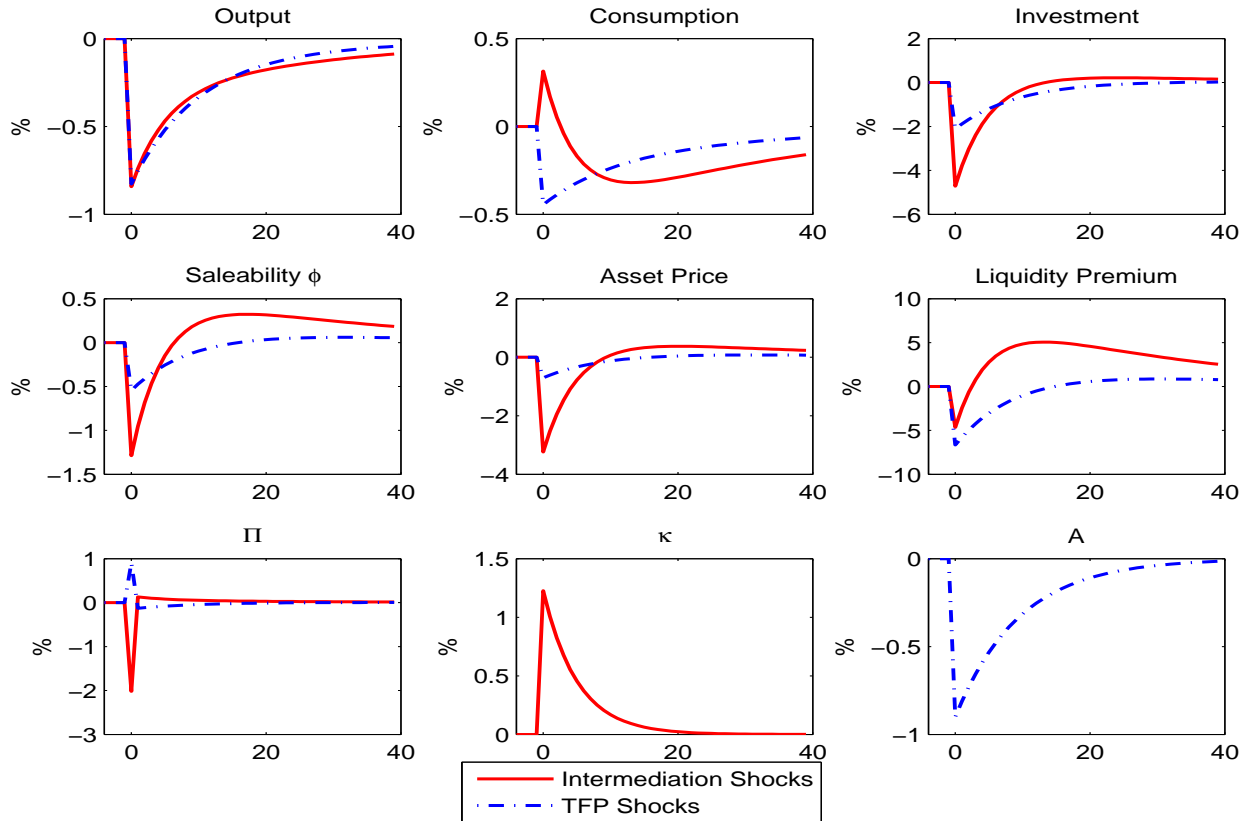 Output
0
−0.5
−1
%
0 20 40
Consumption
0.5
0
−0.5
%
0 20 40
Investment
2
0
−2
−4
−6
%
0 20 40
Saleability ϕ
0.5
0
−0.5
−1
−1.5
%
0 20 40
Asset Price
2
0
−2
−4
%
0 20 40
Liquidity Premium
10
5
0
−5
−10
%
0 20 40
Π
1
0
−1
−2
−3
%
0 20 40
κ
1.5
1
0.5
0
%
0 20 40
A
0
−0.5
−1
%
0 20 40
Intermediation Shocks
TFP Shocks